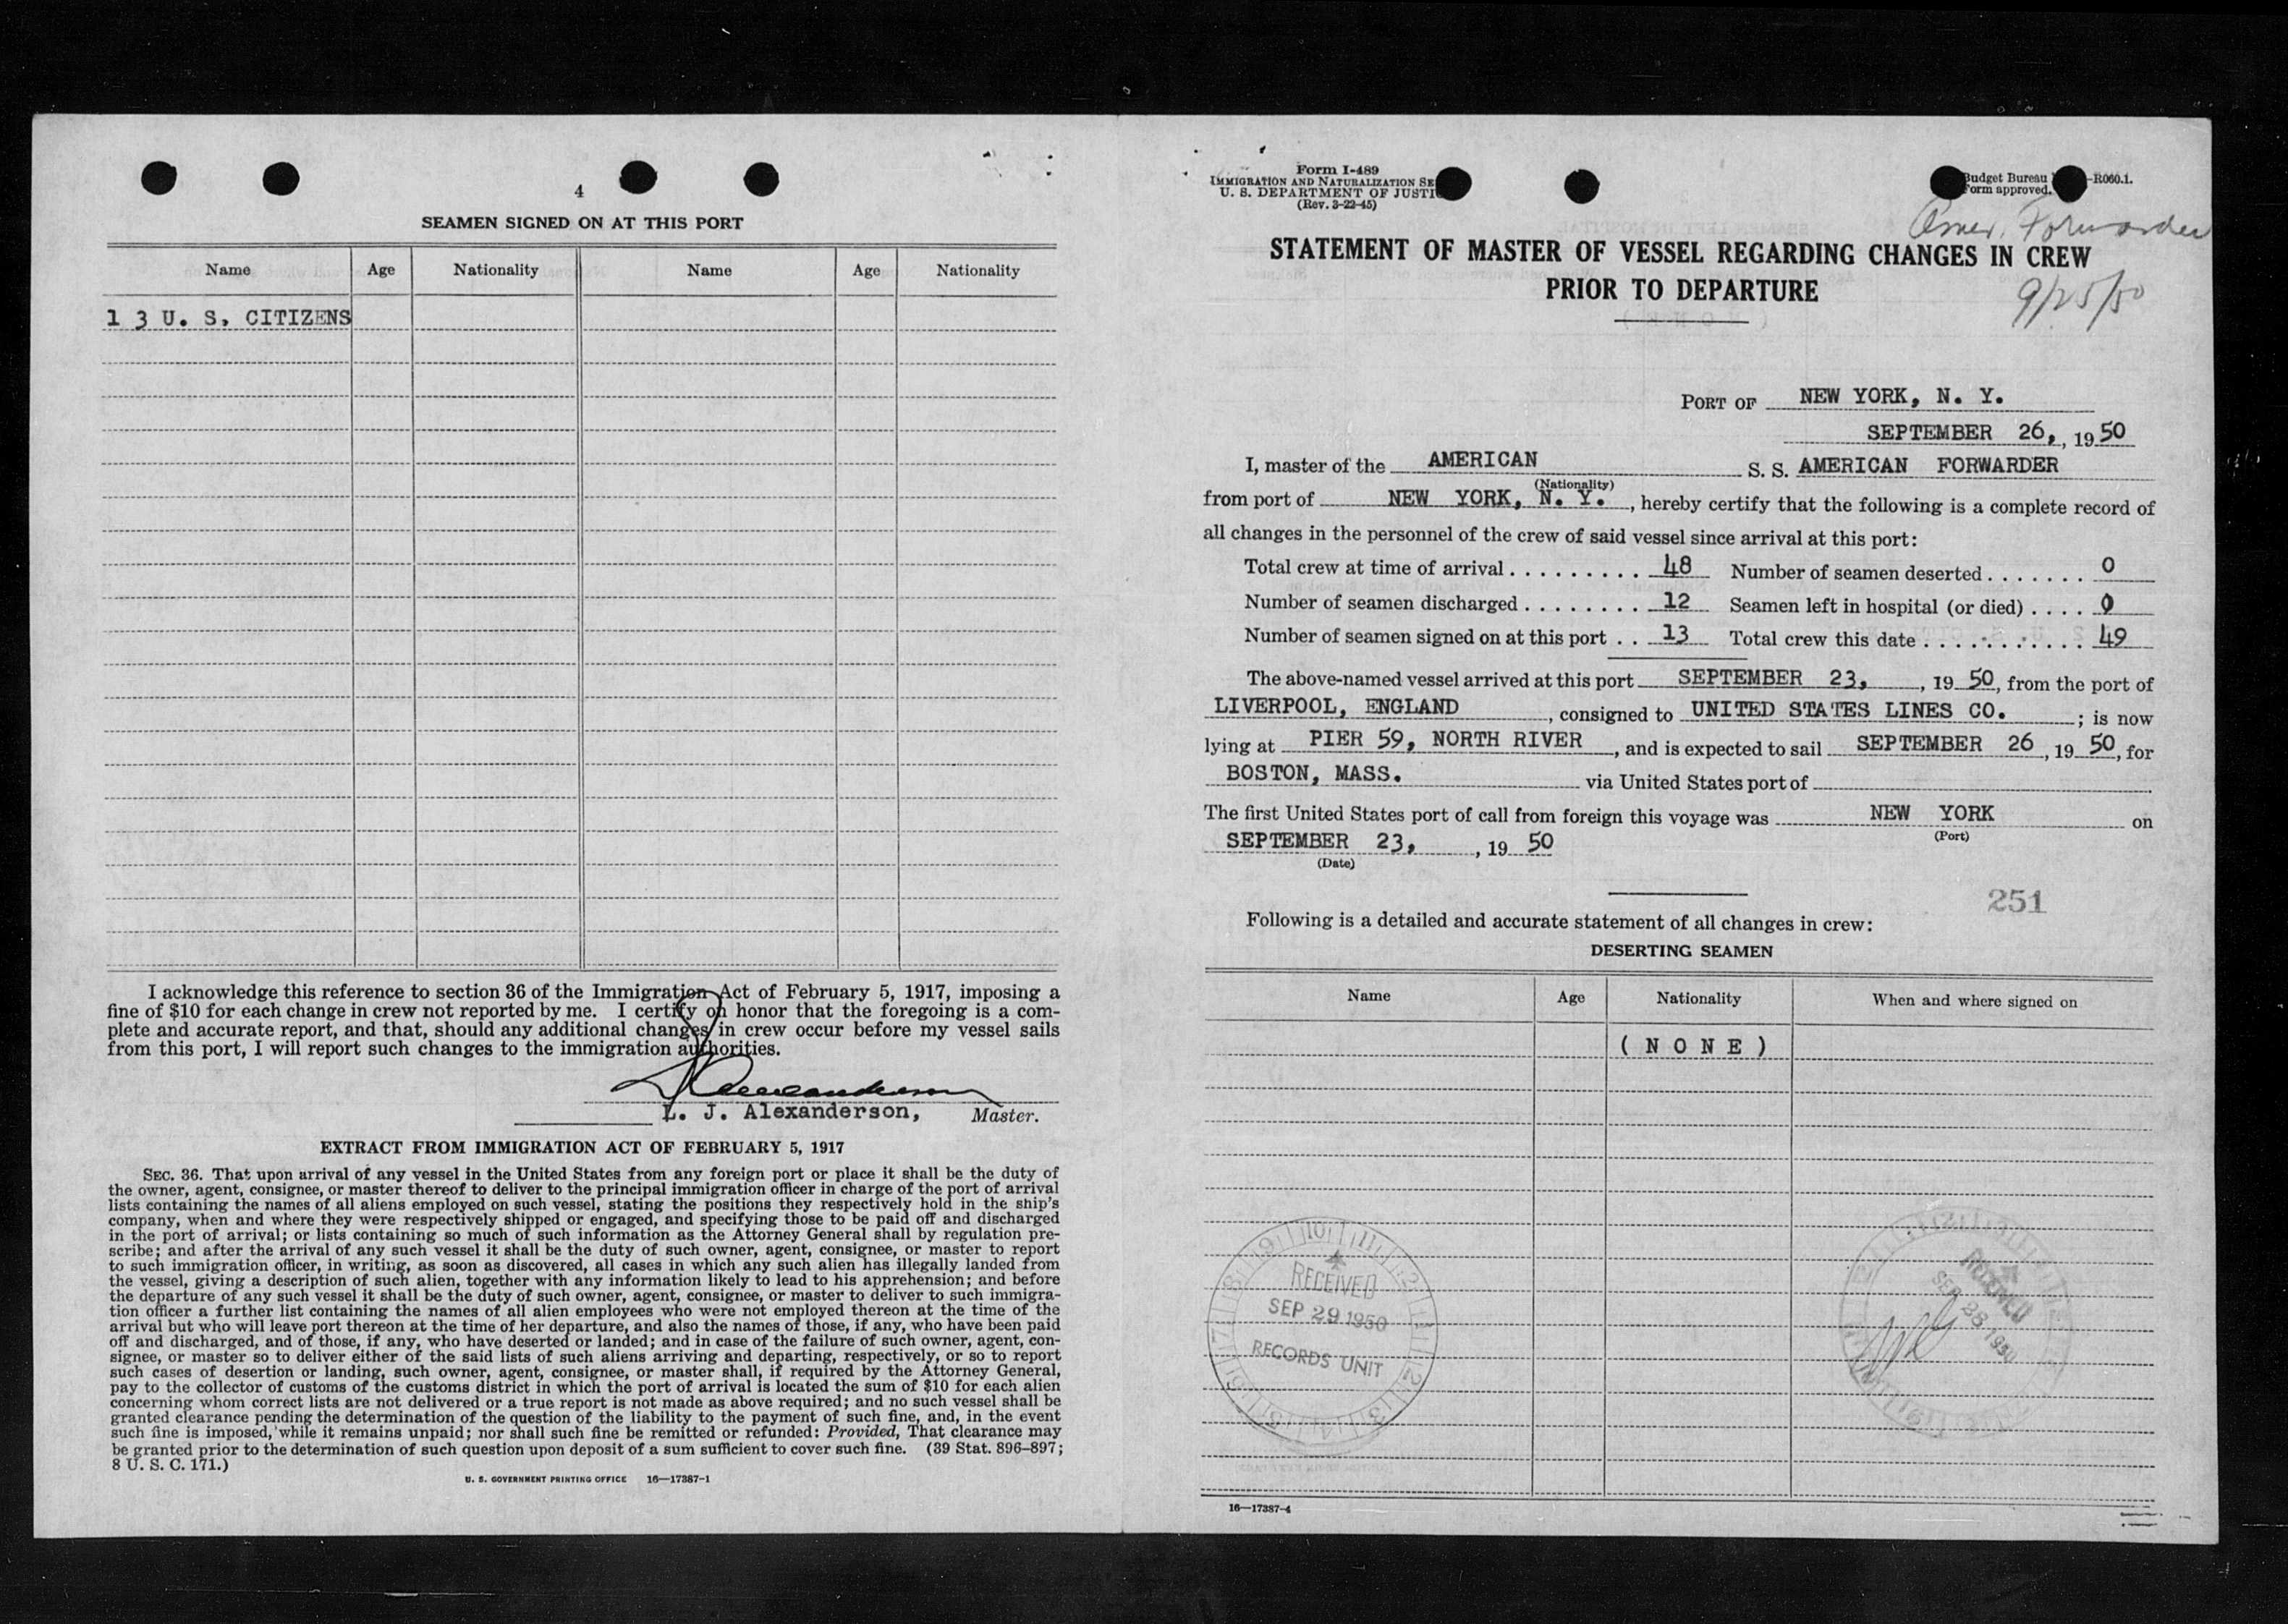 4
SEAMEN SIGNED ON AT THIS PORT
Name Age Nationality Name Age Nationality
1 3 U. S. CITIZENS
I acknowledge this reference to section 36 of the Immigration Act of February 5, 1917, imposing a
fine of $10 for each change in crew not reported by me. I certify on honor that the foregoing is a com-
plete and accurate report, and that, should any additional changes in crew occur before my vessel sails
from this port, I will report such changes to the immigration authorities.
L. J. Alexanderson, Master.
EXTRACT FROM IMMIGRATION ACT OF FEBRUARY 5, 1917
SEC. 36. That upon arrival of any vessel in the United States from any foreign port or place it shall be the duty of
the owner, agent, consignee, or master thereof to deliver to the principal immigration officer in charge of the port of arrival
lists containing the names of all aliens employed on such vessel, stating the positions they respectively hold in the ship's
company, when and where they were respectively shipped or engaged, and specifying those to be paid off and discharged
in the port of arrival; or lists containing so much of such information as the Attorney General shall by regulation pre-
scribe; and after the arrival of any such vessel it shall be the duty of such owner, agent, consignee, or master to report
to such immigration officer, in writing, as soon as discovered, all cases in which any such alien has illegally landed from
the vessel, giving a description of such alien, together with any information likely to lead to his apprehension; and before
the departure of any such vessel it shall be the duty of such owner, agent, consignee, or master to deliver to such immigra-
tion officer a further list containing the names of all alien employees who were not employed thereon at the time of the
arrival but who will leave port thereon at the time of her departure, and also the names of those, if any, who have been paid
off and discharged, and of those, if any, who have deserted or landed; and in case of the failure of such owner, agent, con-
signee, or master so to deliver either of the said lists of such aliens arriving and departing, respectively, or so to report
such cases of desertion or landing, such owner, agent, consignee, or master shall, if required by the Attorney General,
pay to the collector of customs of the customs district in which the port of arrival is located the sum of $10 for each alien
concerning whom correct lists are not delivered or a true report is not made as above required; and no such vessel shall be
granted clearance pending the determination of the question of the liability to the payment of such fine, and, in the event
such fine is imposed, while it remains unpaid; nor shall such fine be remitted or refunded: Provided, That clearance may
be granted prior to the determination of such question upon deposit of a sum sufficient to cover such fine. (39 Stat. 896-897;
8 U. S. C. 171.)
U. S. GOVERNMENT PRINTING OFFICE 16—17387-1
Form I-489
IMMIGRATION AND NATURALIZATION SE
U. S. DEPARTMENT OF JUSTI
(Rev. 3-22-45)
Budget Bureau -R060.1.
Form approved.
Amer. Forwarder
STATEMENT OF MASTER OF VESSEL REGARDING CHANGES IN CREW
PRIOR TO DEPARTURE
9/25/50
PORT OF NEW YORK, N. Y.
SEPTEMBER 26, , 19 50
I, master of the AMERICAN S. S. AMERICAN FORWARDER
(Nationality)
from port of NEW YORK, N. Y. , hereby certify that the following is a complete record of
all changes in the personnel of the crew of said vessel since arrival at this port:
Total crew at time of arrival . . . . . . . . . . 48 Number of seamen deserted . . . . . . . 0
Number of seamen discharged . . . . . . . . 12 Seamen left in hospital (or died) . . . . 0
Number of seamen signed on at this port . . 13 Total crew this date . . . . . . . . . . . 49
The above-named vessel arrived at this port SEPTEMBER 23, , 19 50, from the port of
LIVERPOOL, ENGLAND , consigned to UNITED STATES LINES CO. ; is now
lying at PIER 59, NORTH RIVER , and is expected to sail SEPTEMBER 26 , 19 50, for
BOSTON, MASS. via United States port of
The first United States port of call from foreign this voyage was NEW YORK on
(Port)
SEPTEMBER 23, , 19 50
(Date)
251
Following is a detailed and accurate statement of all changes in crew:
DESERTING SEAMEN
Name Age Nationality When and where signed on
( N O N E )
RECEIVED
SEP 29 1950
RECORDS UNIT
RECEIVED
16—17387-4